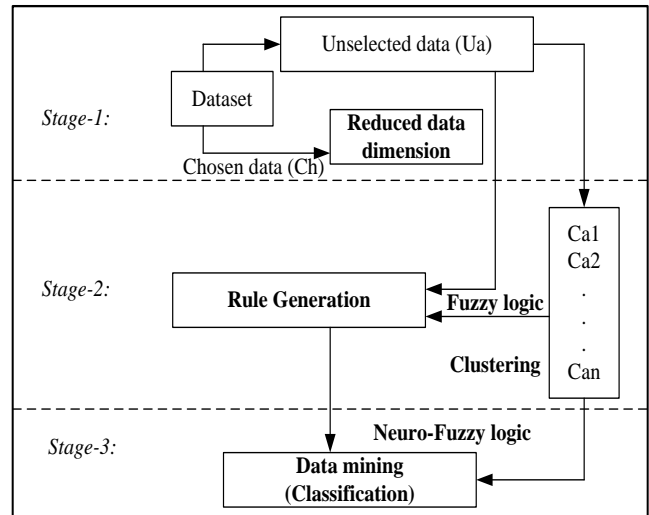 Unselected data (Ua)
Dataset
Stage-1:
Reduced data
dimension
Chosen data (Ch)
Ca1
Ca2
.
.
.
Can
Stage-2:
Rule Generation
Fuzzy logic
Clustering
Stage-3:
Neuro-Fuzzy logic
Data mining
(Classification)